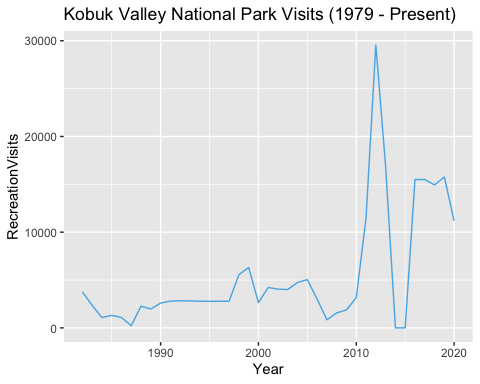 Kobuk Valley National Park Visits (1979 - Present)
30000
20000
10000
0
RecreationVisits
1990
2000
2010
2020
Year